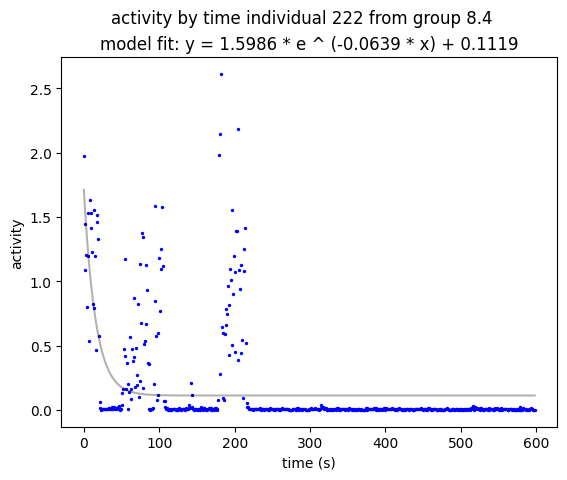 activity by time individual 222 from group 8.4
model fit: y = 1.5986 * e ^ (-0.0639 * x) + 0.1119
2.5
2.0
1.5
1.0
0.5
0.0
activity
0 100 200 300 400 500 600
time (s)